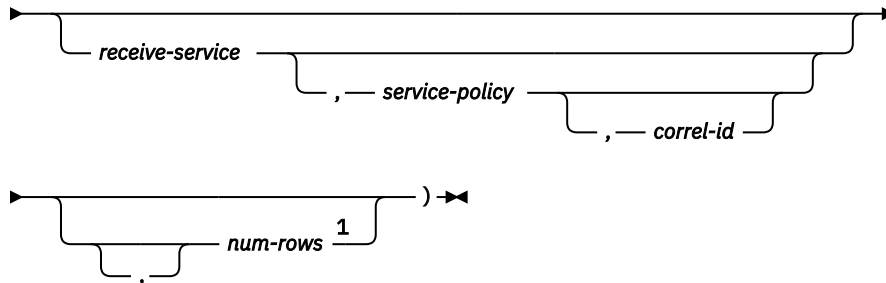 receive-service
, service-policy
, correl-id
)
num-rows 1
,